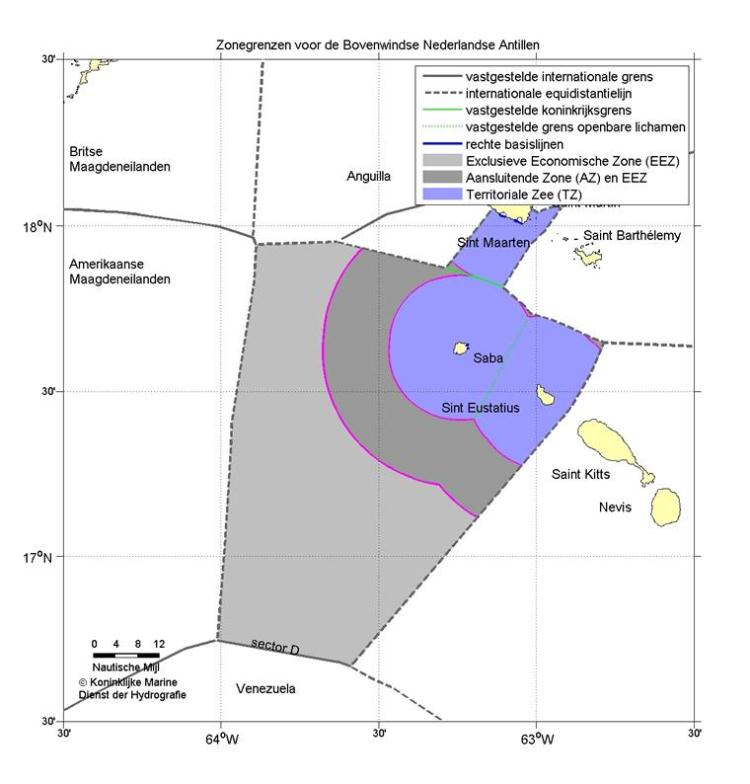 Zonegrenzen voor de Bovenwindse Nederlandse Antillen
30'
vastgestelde internationale grens
internationale equidistantielijn
vastgestelde koninkrijksgrens
vastgestelde grens openbare lichamen
rechte basislijnen
Exclusieve Economische Zone (EEZ)
Aansluitende Zone (AZ) en EEZ
Territoriale Zee (TZ)
Britse
Maagdeneilanden
Anguilla
18°N
Sint Maarten
Saint Barthélemy
Amerikaanse
Maagdeneilanden
Saba
30'
Sint Eustatius
Saint Kitts
Nevis
17°N
0 4 8 12
Nautische Mijl
© Koninklijke Marine
Dienst der Hydrografie
sector D
Venezuela
30'
30' 64°W 30' 63°W 30'